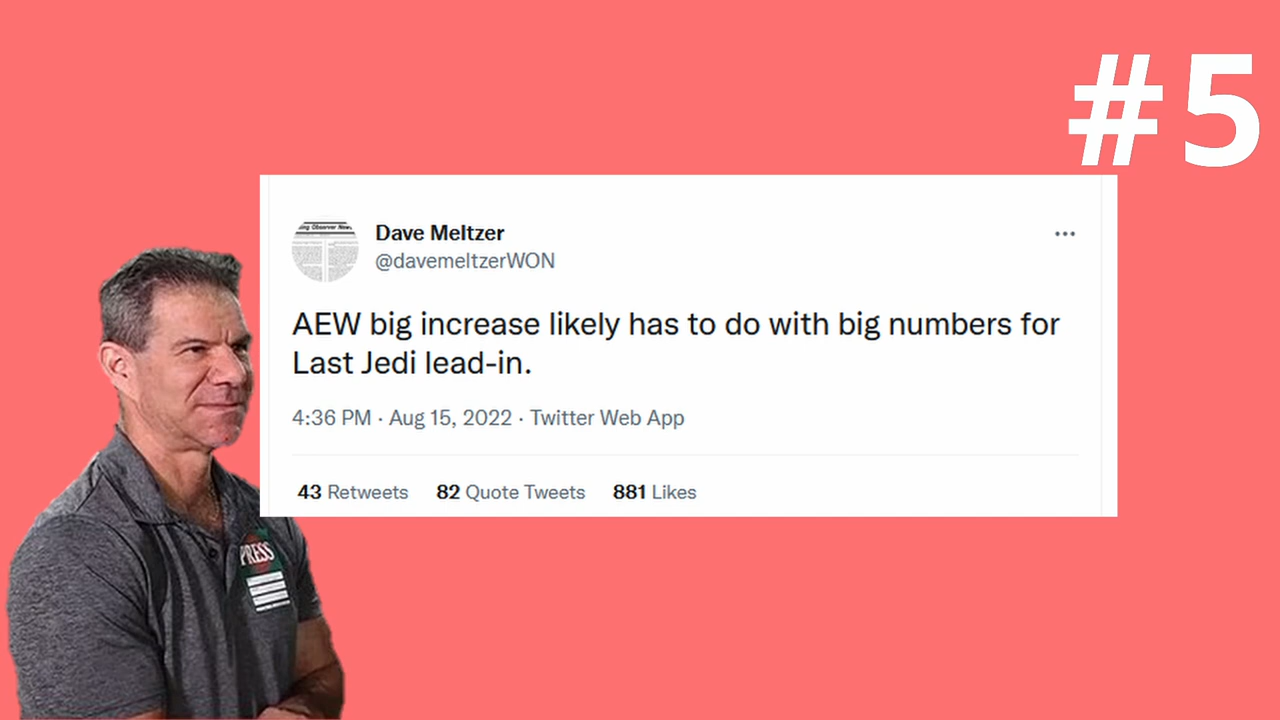 #5
Dave Meltzer
@davemeltzerWON
AEW big increase likely has to do with big numbers for
Last Jedi lead-in.
4:36 PM · Aug 15, 2022 · Twitter Web App
43 Retweets 82 Quote Tweets 881 Likes
PRESS